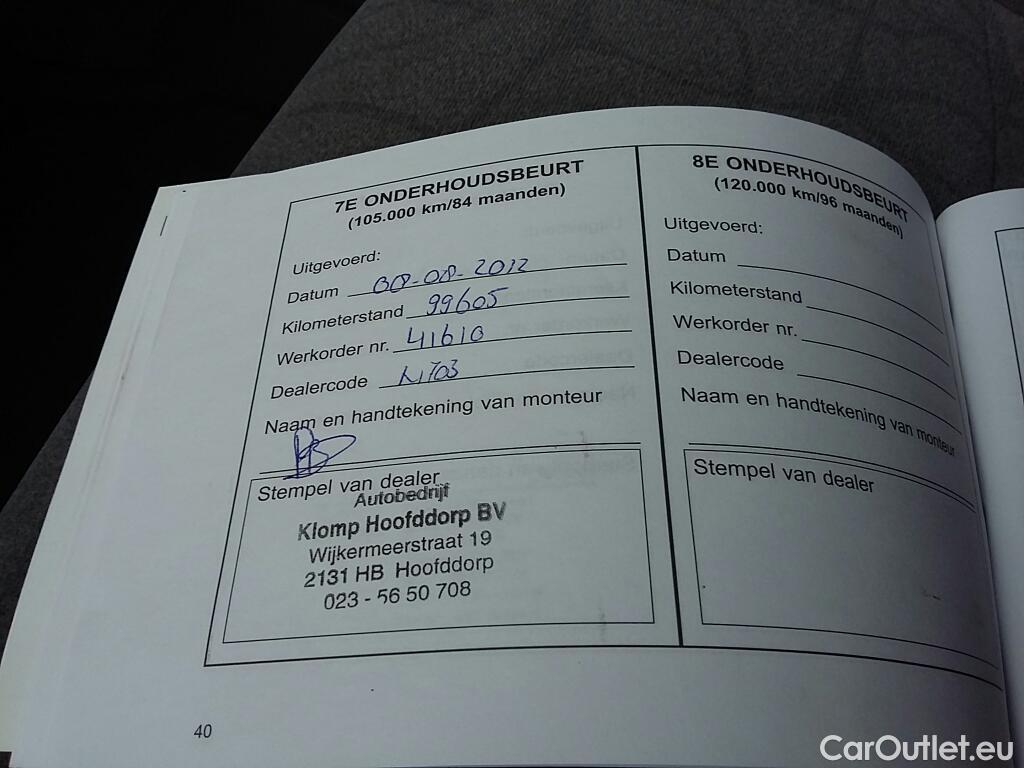 7E ONDERHOUDSBEURT
(105.000 km/84 maanden)
Uitgevoerd:
Datum 08-08-2012
Kilometerstand 99605
Werkorder nr. 41610
Dealercode N703
Naam en handtekening van monteur
Stempel van dealer
Autobedrijf
Klomp Hoofddorp BV
Wijkermeerstraat 19
2131 HB Hoofddorp
023 - 56 50 708
8E ONDERHOUDSBEURT
(120.000 km/96 maanden)
Uitgevoerd:
Datum
Kilometerstand
Werkorder nr.
Dealercode
Naam en handtekening van monteur
Stempel van dealer
40
CarOutlet.eu